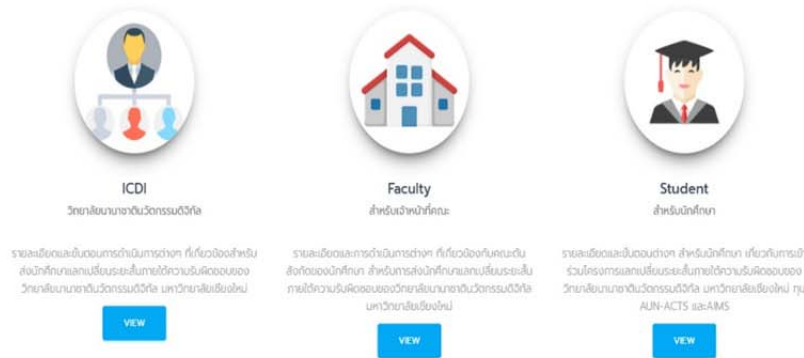 ICDI
วิทยาลัยนานาชาตินวัตกรรมดิจิทัล
รายละเอียดและขั้นตอนการดำเนินการต่างๆ ที่เกี่ยวข้องสำหรับ
ส่งนักศึกษาแลกเปลี่ยนระยะสั้นภายใต้ความรับผิดชอบของ
วิทยาลัยนานาชาตินวัตกรรมดิจิทัล มหาวิทยาลัยเชียงใหม่
VIEW
Faculty
สำหรับเจ้าหน้าที่คณะ
รายละเอียดและการดำเนินการต่างๆ ที่เกี่ยวข้องกับคณะต้น
สังกัดของนักศึกษา สำหรับการส่งนักศึกษาแลกเปลี่ยนระยะสั้น
ภายใต้ความรับผิดชอบของวิทยาลัยนานาชาตินวัตกรรมดิจิทัล
มหาวิทยาลัยเชียงใหม่
VIEW
Student
สำหรับนักศึกษา
รายละเอียดและขั้นตอนต่างๆ สำหรับนักศึกษา เกี่ยวกับการเข้า
ร่วมโครงการแลกเปลี่ยนระยะสั้นภายใต้ความรับผิดชอบของ
วิทยาลัยนานาชาตินวัตกรรมดิจิทัล มหาวิทยาลัยเชียงใหม่ ทุน
AUN-ACTS และAIMS
VIEW